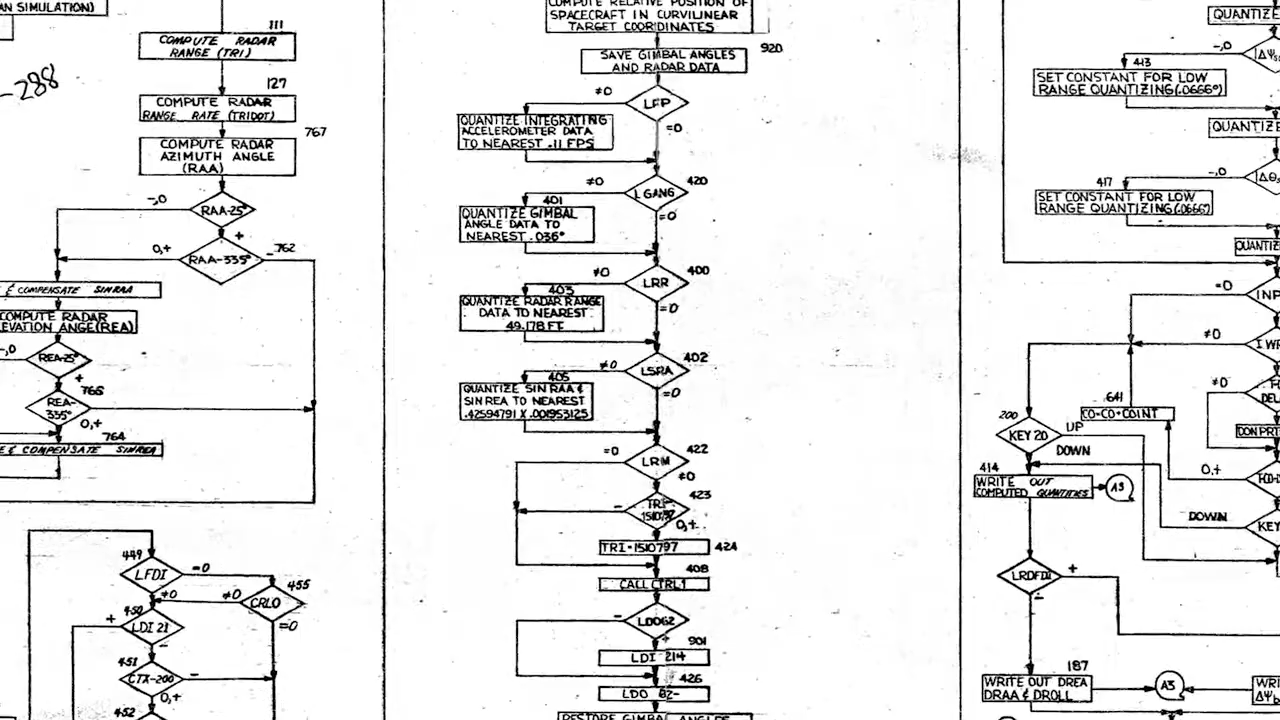 AN SIMULATION)
-288
111
COMPUTE RADAR
RANGE (TRI)
127
COMPUTE RADAR
RANGE RATE (TRIDOT)
767
COMPUTE RADAR
AZIMUTH ANGLE
(RAA)
-,0
RAA-25°
+
0,+
RAA-335°
- 762
E & COMPENSATE SINRAA
COMPUTE RADAR
LEVATION ANGE(REA)
-,0
REA-25°
+
766
REA-
335°
0,+
764
E & COMPENSATE SINREA
449
LFDI
=0
455
≠0
≠0
CRLO
=0
450
+
LDI 21
-
451
CTX-200
-
0,+
452
COMPUTE RELATIVE POSITION OF
SPACECRAFT IN CURVILINEAR
TARGET COORDINATES
920
SAVE GIMBAL ANGLES
AND RADAR DATA
≠0
LFP
=0
QUANTIZE INTEGRATING
ACCELEROMETER DATA
TO NEAREST .11 FPS
≠0
420
LGANG
=0
401
QUANTIZE GIMBAL
ANGLE DATA TO
NEAREST .036°
≠0
400
LRR
=0
403
QUANTIZE RADAR RANGE
DATA TO NEAREST
49.178 FT
≠0
402
LSRA
=0
405
QUANTIZE SIN RAA &
SIN REA TO NEAREST
.42594791 X .001953125
=0
422
LRM
≠0
423
-
TRI-
1510797
0,+
TRI=1510797
424
408
CALL CTRL1
-
LDOG2
+
901
LDI 214
426
LDO 62-
RESTORE GIMBAL ANGLES
QUANTIZE
-,0
413
SET CONSTANT FOR LOW
RANGE QUANTIZING(.0666°)
QUANTIZE
-,0
417
SET CONSTANT FOR LOW
RANGE QUANTIZING(.0666°)
QUANTIZE
=0
INP
≠0
I WR
≠0
DEL
641
CO=CO+COINT
DON PRI
200
KEY 20
UP
DOWN
0,+
414
WRITE OUT
COMPUTED QUANTITIES
A3
DOWN
KEY
LRDFDI
+
-
187
WRITE OUT DREA
DRAA & DROLL
A3
WRI